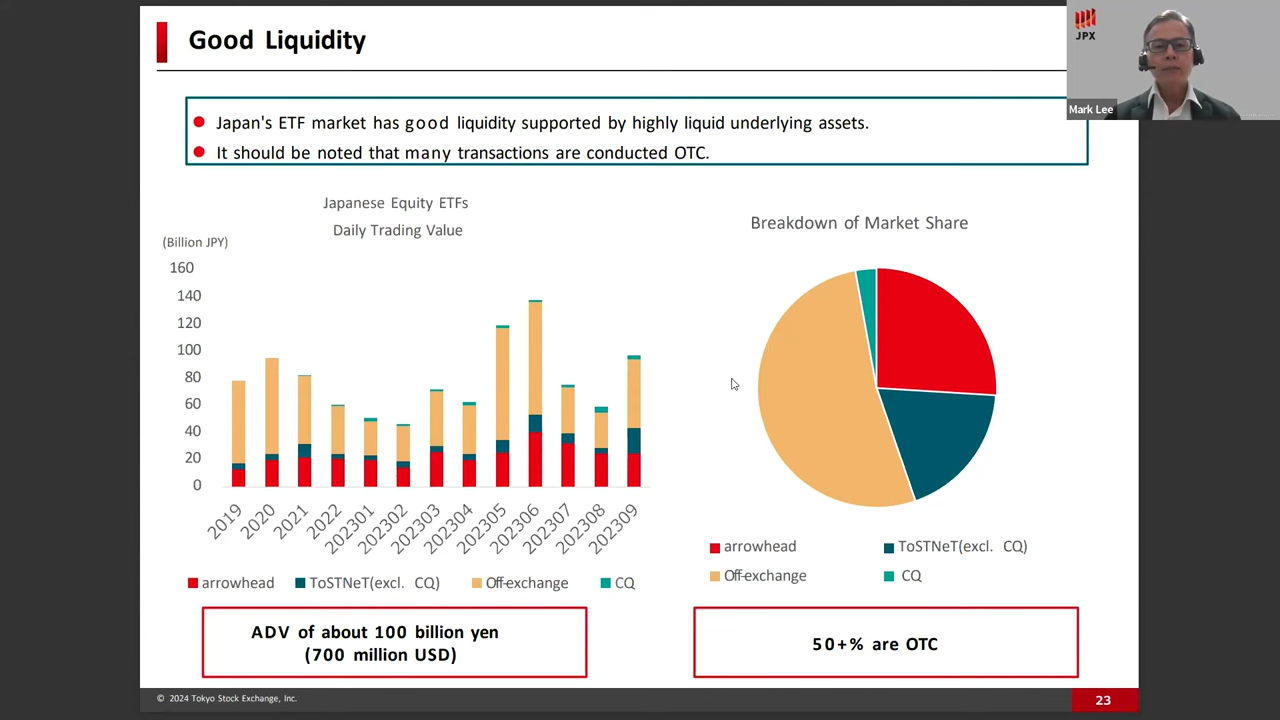 Good Liquidity
JPX
Mark Lee
Japan's ETF market has good liquidity supported by highly liquid underlying assets.
It should be noted that many transactions are conducted OTC.
Japanese Equity ETFs
Daily Trading Value
(Billion JPY)
160
140
120
100
80
60
40
20
0
2019
2020
2021
2022
202301
202302
202303
202304
202305
202306
202307
202308
202309
arrowhead
ToSTNeT(excl. CQ)
Off-exchange
CQ
Breakdown of Market Share
arrowhead
ToSTNeT(excl. CQ)
Off-exchange
CQ
ADV of about 100 billion yen
(700 million USD)
50+% are OTC
© 2024 Tokyo Stock Exchange, Inc.
23